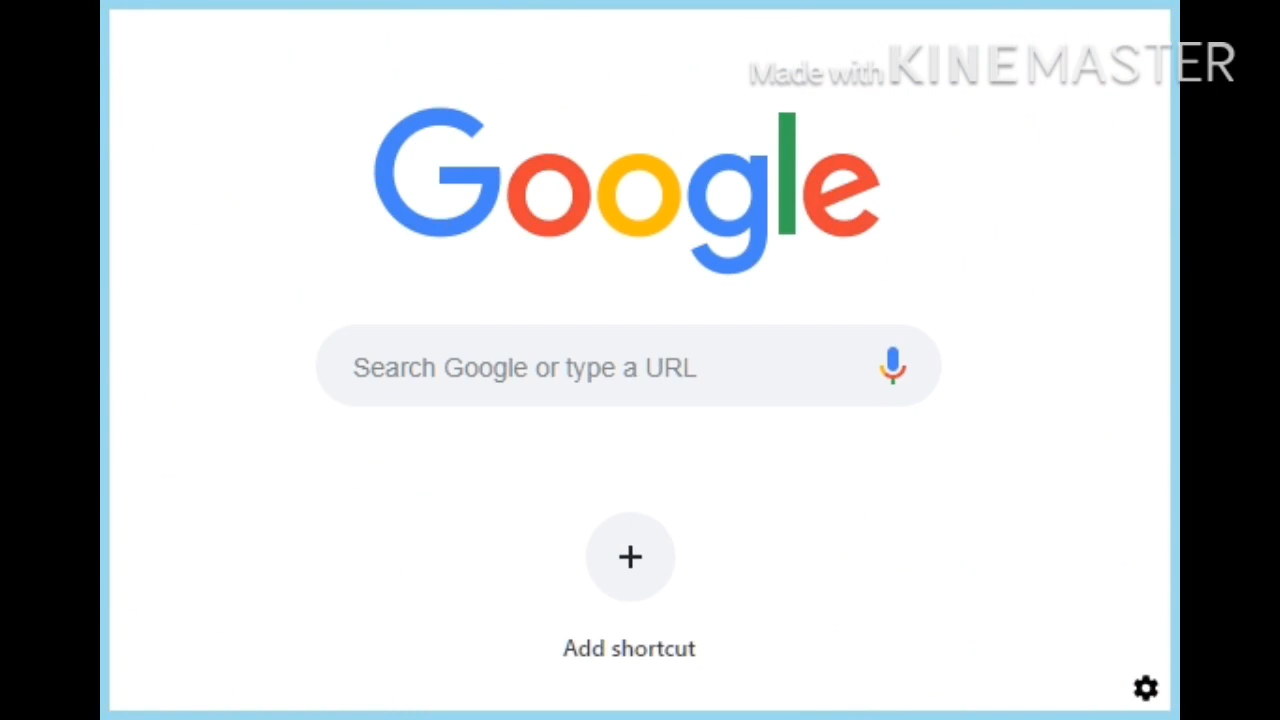 Made with KINEMASTER
Google
Search Google or type a URL
+
Add shortcut